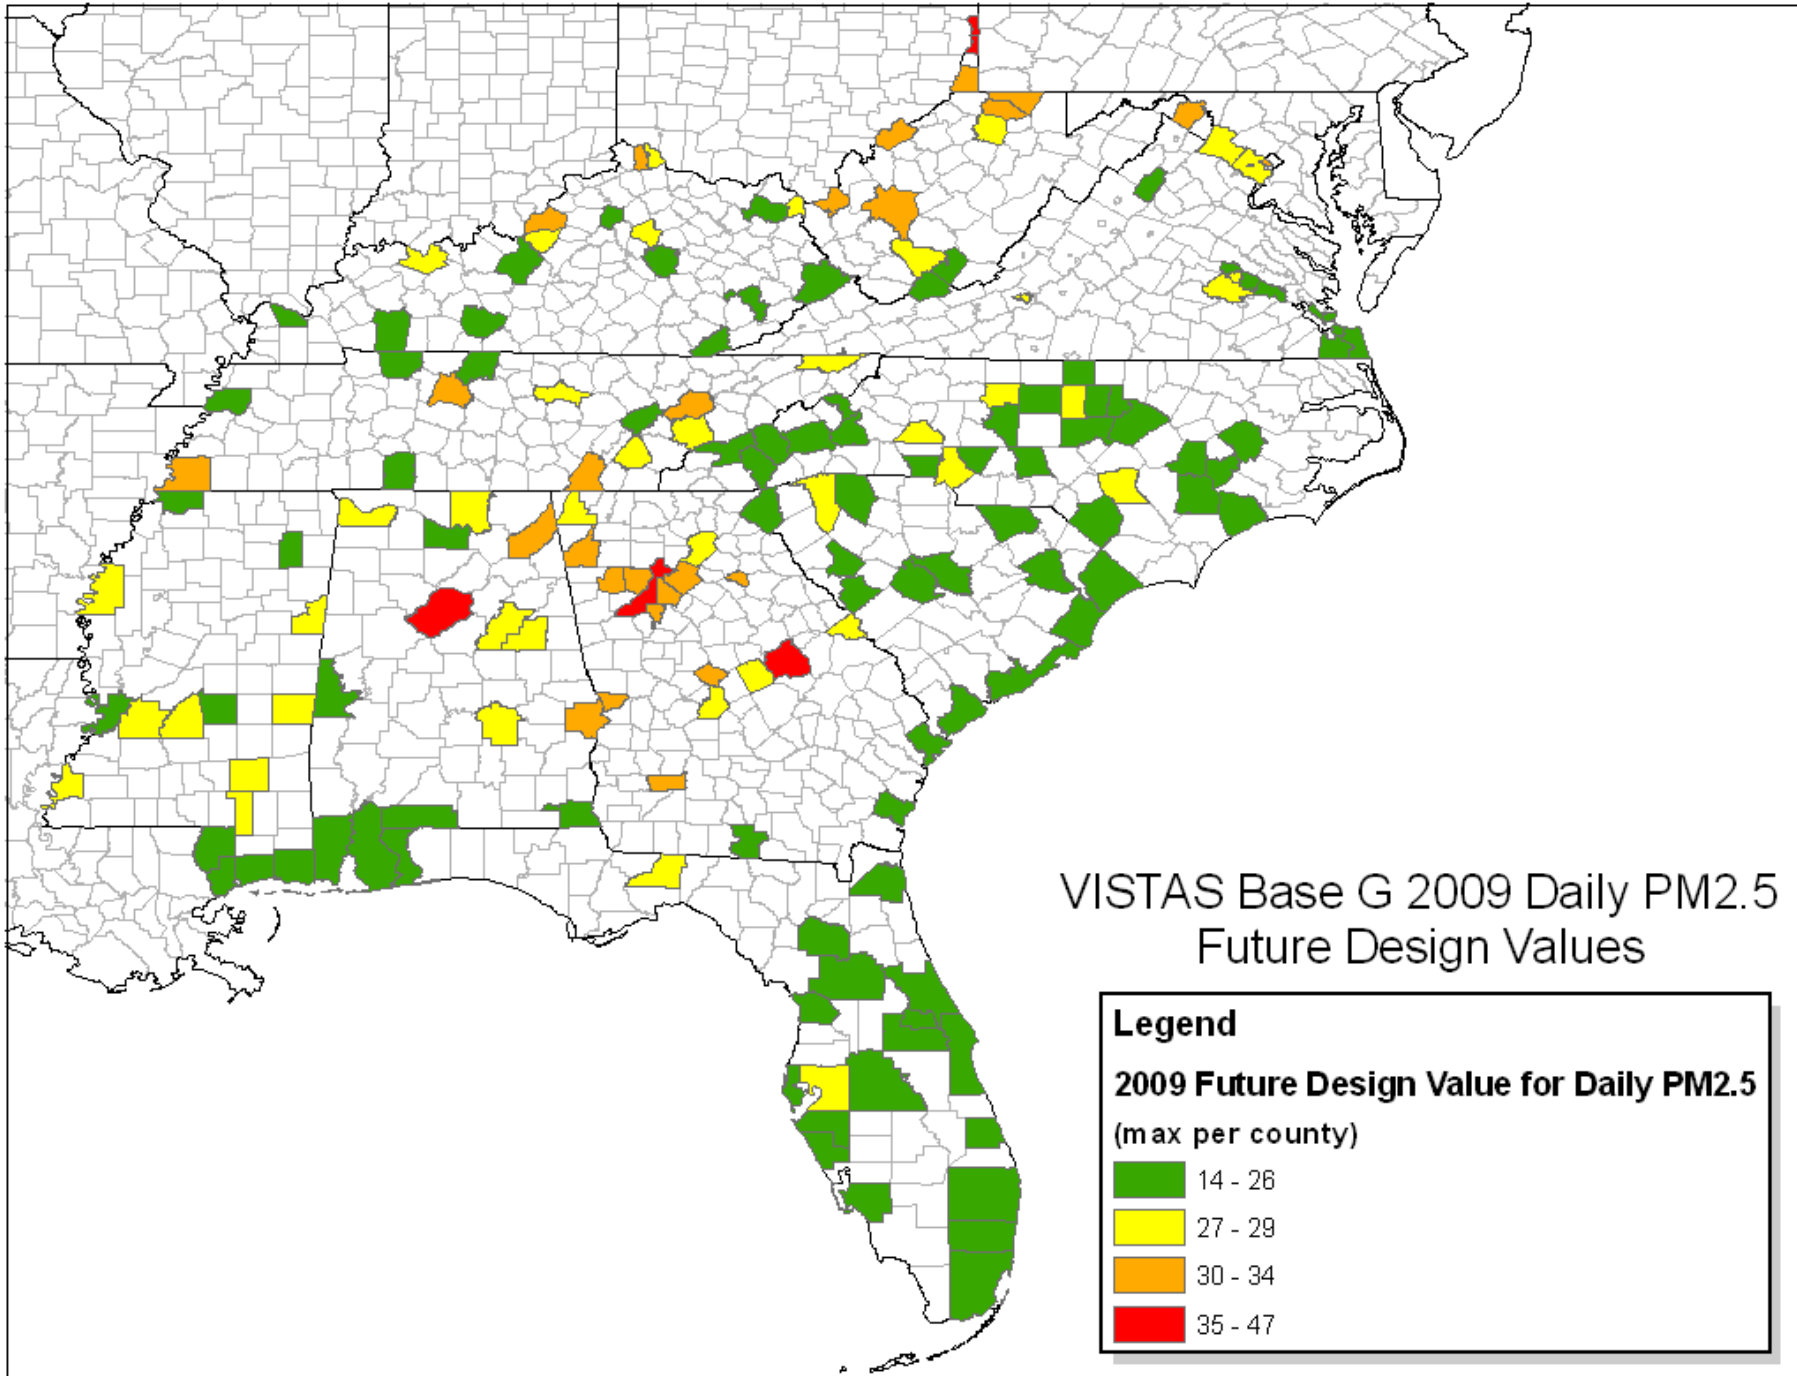 VISTAS Base G 2009 Daily PM2.5
Future Design Values
Legend
2009 Future Design Value for Daily PM2.5
(max per county)
14 - 26
27 - 29
30 - 34
35 - 47